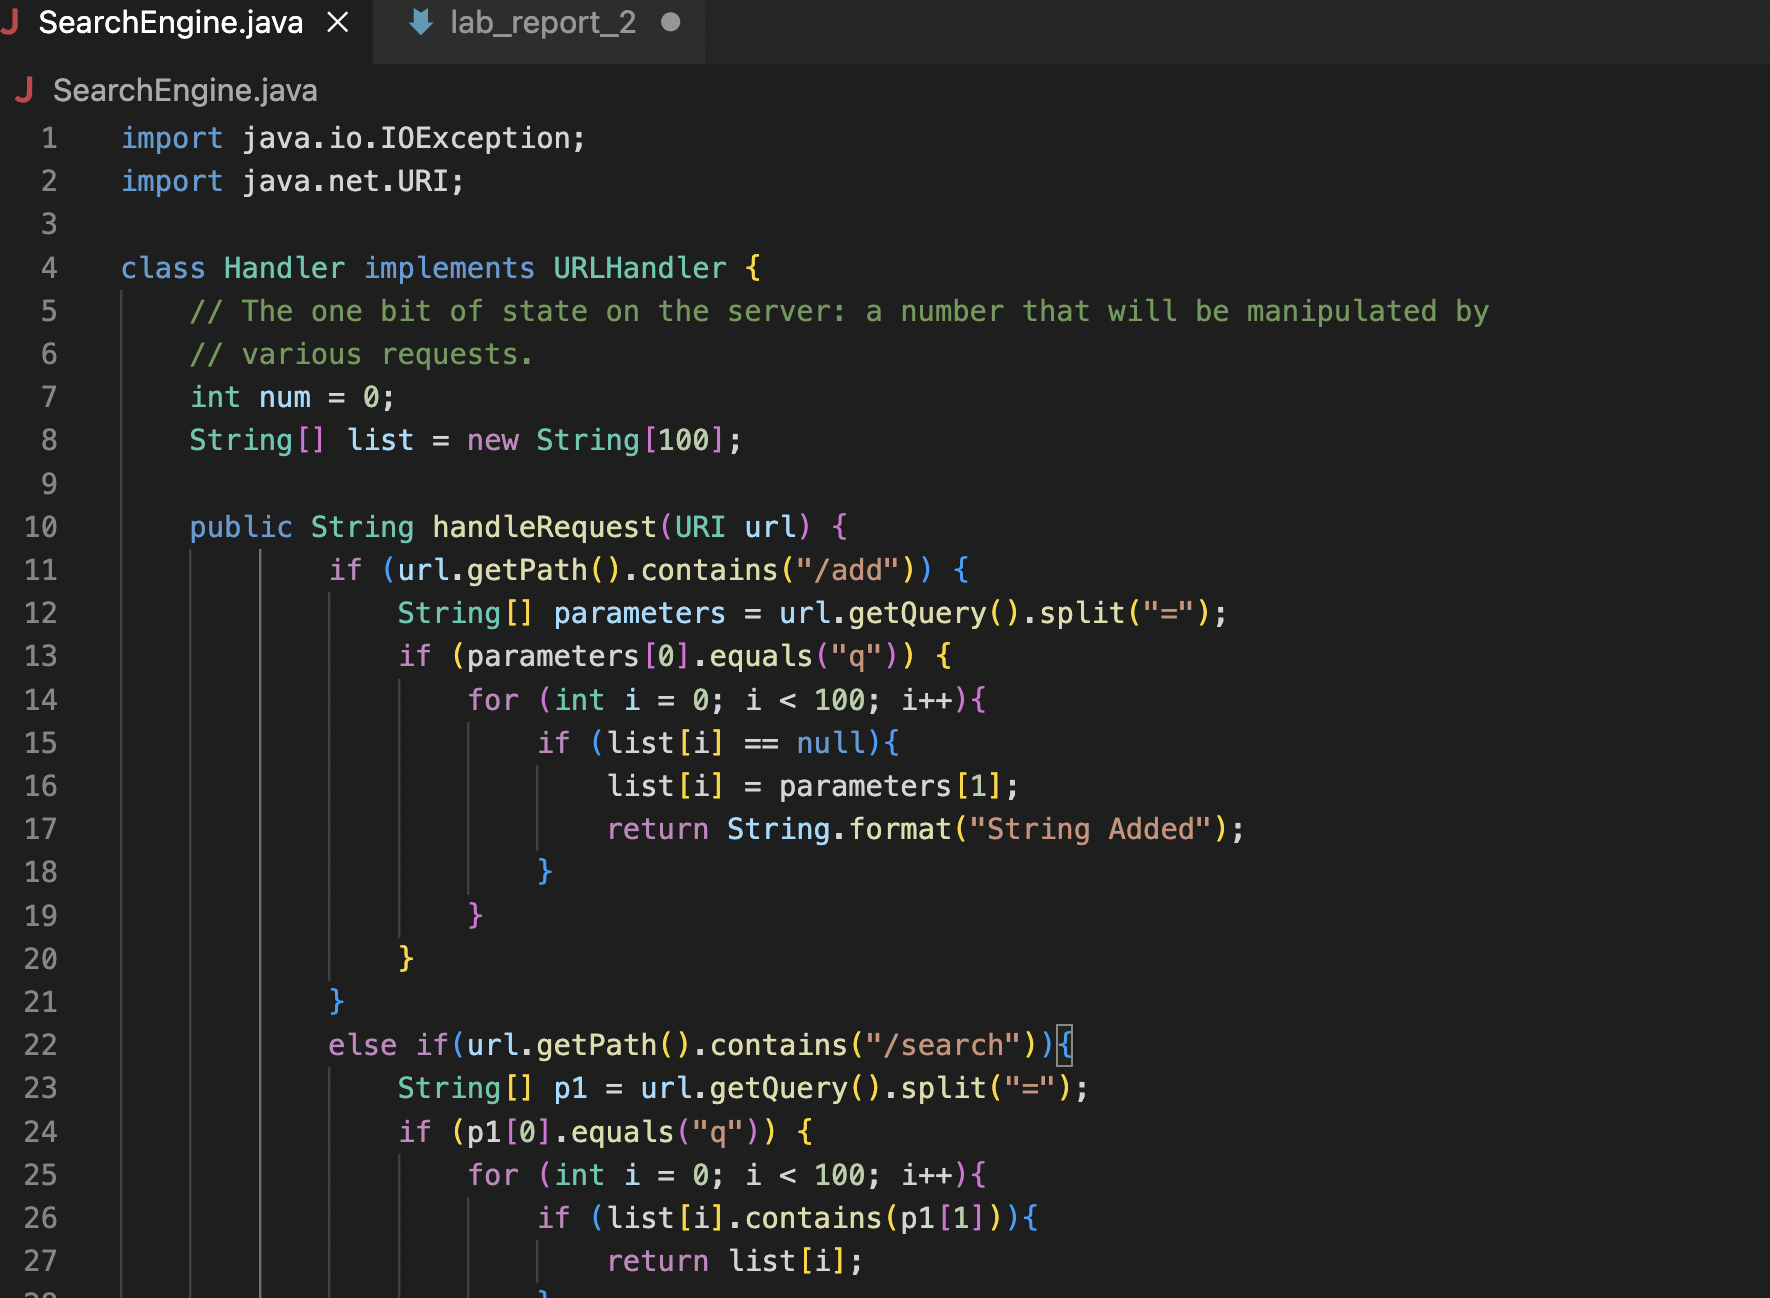 J SearchEngine.java × lab_report_2
J SearchEngine.java
1 import java.io.IOException;
2 import java.net.URI;
3
4 class Handler implements URLHandler {
5 // The one bit of state on the server: a number that will be manipulated by
6 // various requests.
7 int num = 0;
8 String[] list = new String[100];
9
10 public String handleRequest(URI url) {
11 if (url.getPath().contains("/add")) {
12 String[] parameters = url.getQuery().split("=");
13 if (parameters[0].equals("q")) {
14 for (int i = 0; i < 100; i++){
15 if (list[i] == null){
16 list[i] = parameters[1];
17 return String.format("String Added");
18 }
19 }
20 }
21 }
22 else if(url.getPath().contains("/search")){
23 String[] p1 = url.getQuery().split("=");
24 if (p1[0].equals("q")) {
25 for (int i = 0; i < 100; i++){
26 if (list[i].contains(p1[1])){
27 return list[i];